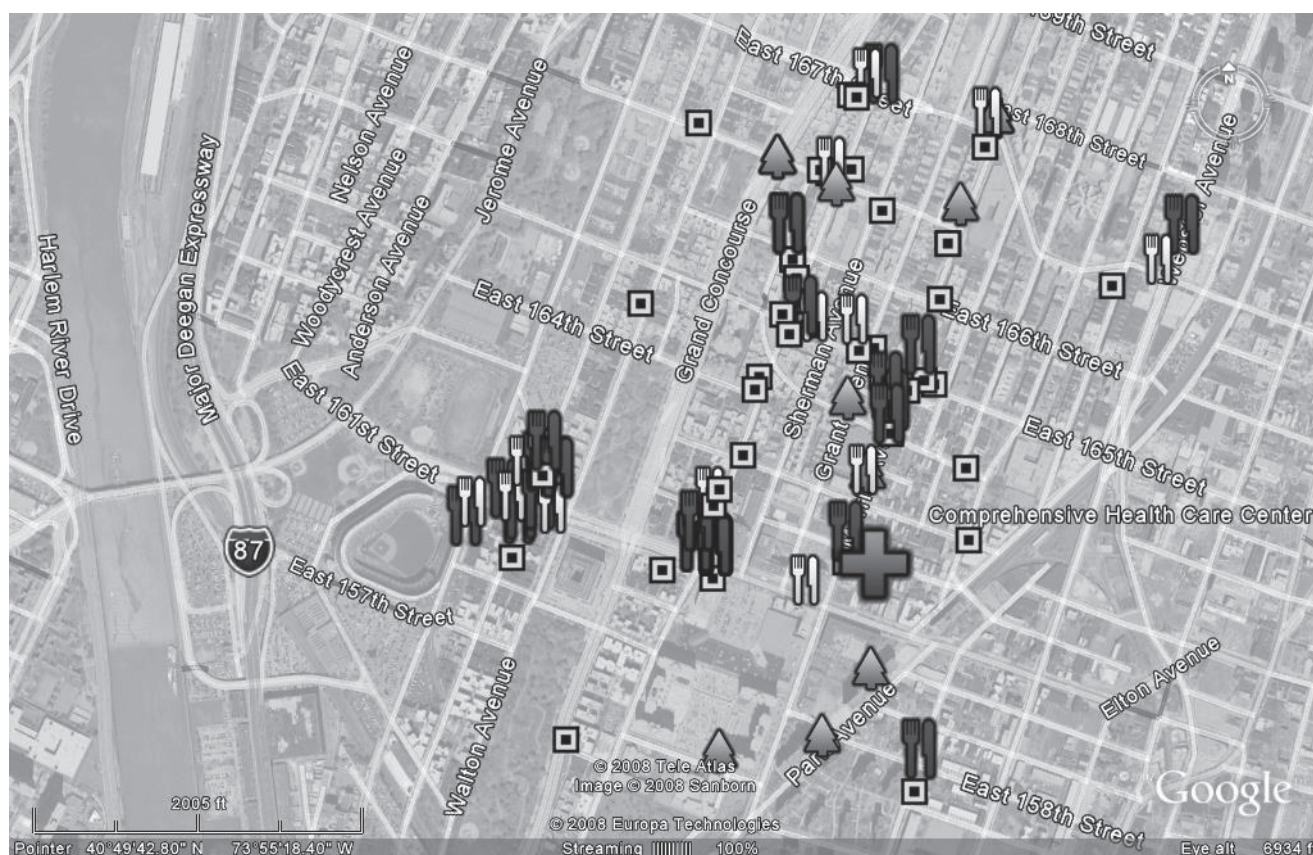 East 167th Street
East 168th Street
Nelson Avenue
Jerome Avenue
Woodycrest Avenue
Anderson Avenue
Harlem River Drive
Major Deegan Expressway
Grand Concourse
East 164th Street
Sherman Avenue
East 166th Street
East 161st Street
Grant
East 165th Street
Comprehensive Health Care Center
87
East 157th Street
Elton Avenue
Walton Avenue
Avenue
East 158th Street
N
© 2008 Tele Atlas
Image © 2008 Sanborn
© 2008 Europa Technologies
Google
2005 ft
Pointer 40°49'42.80" N 73°55'18.40" W
Streaming 100%
Eye alt 6934 f